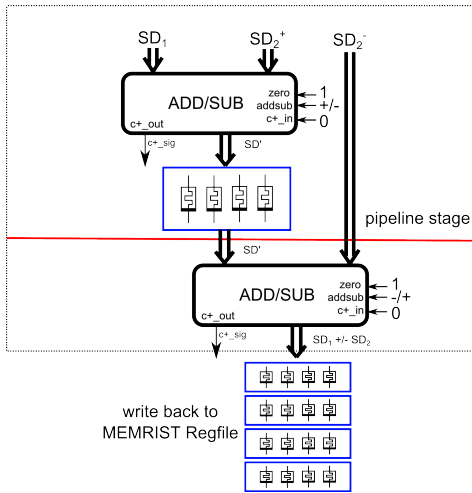 SD1 SD2+ SD2-
zero 1
ADD/SUB addsub +/-
c+_out c+_in 0
c+_sig SD'
pipeline stage
SD'
zero 1
ADD/SUB addsub -/+
c+_out c+_in 0
c+_sig SD1 +/- SD2
write back to
MEMRIST Regfile